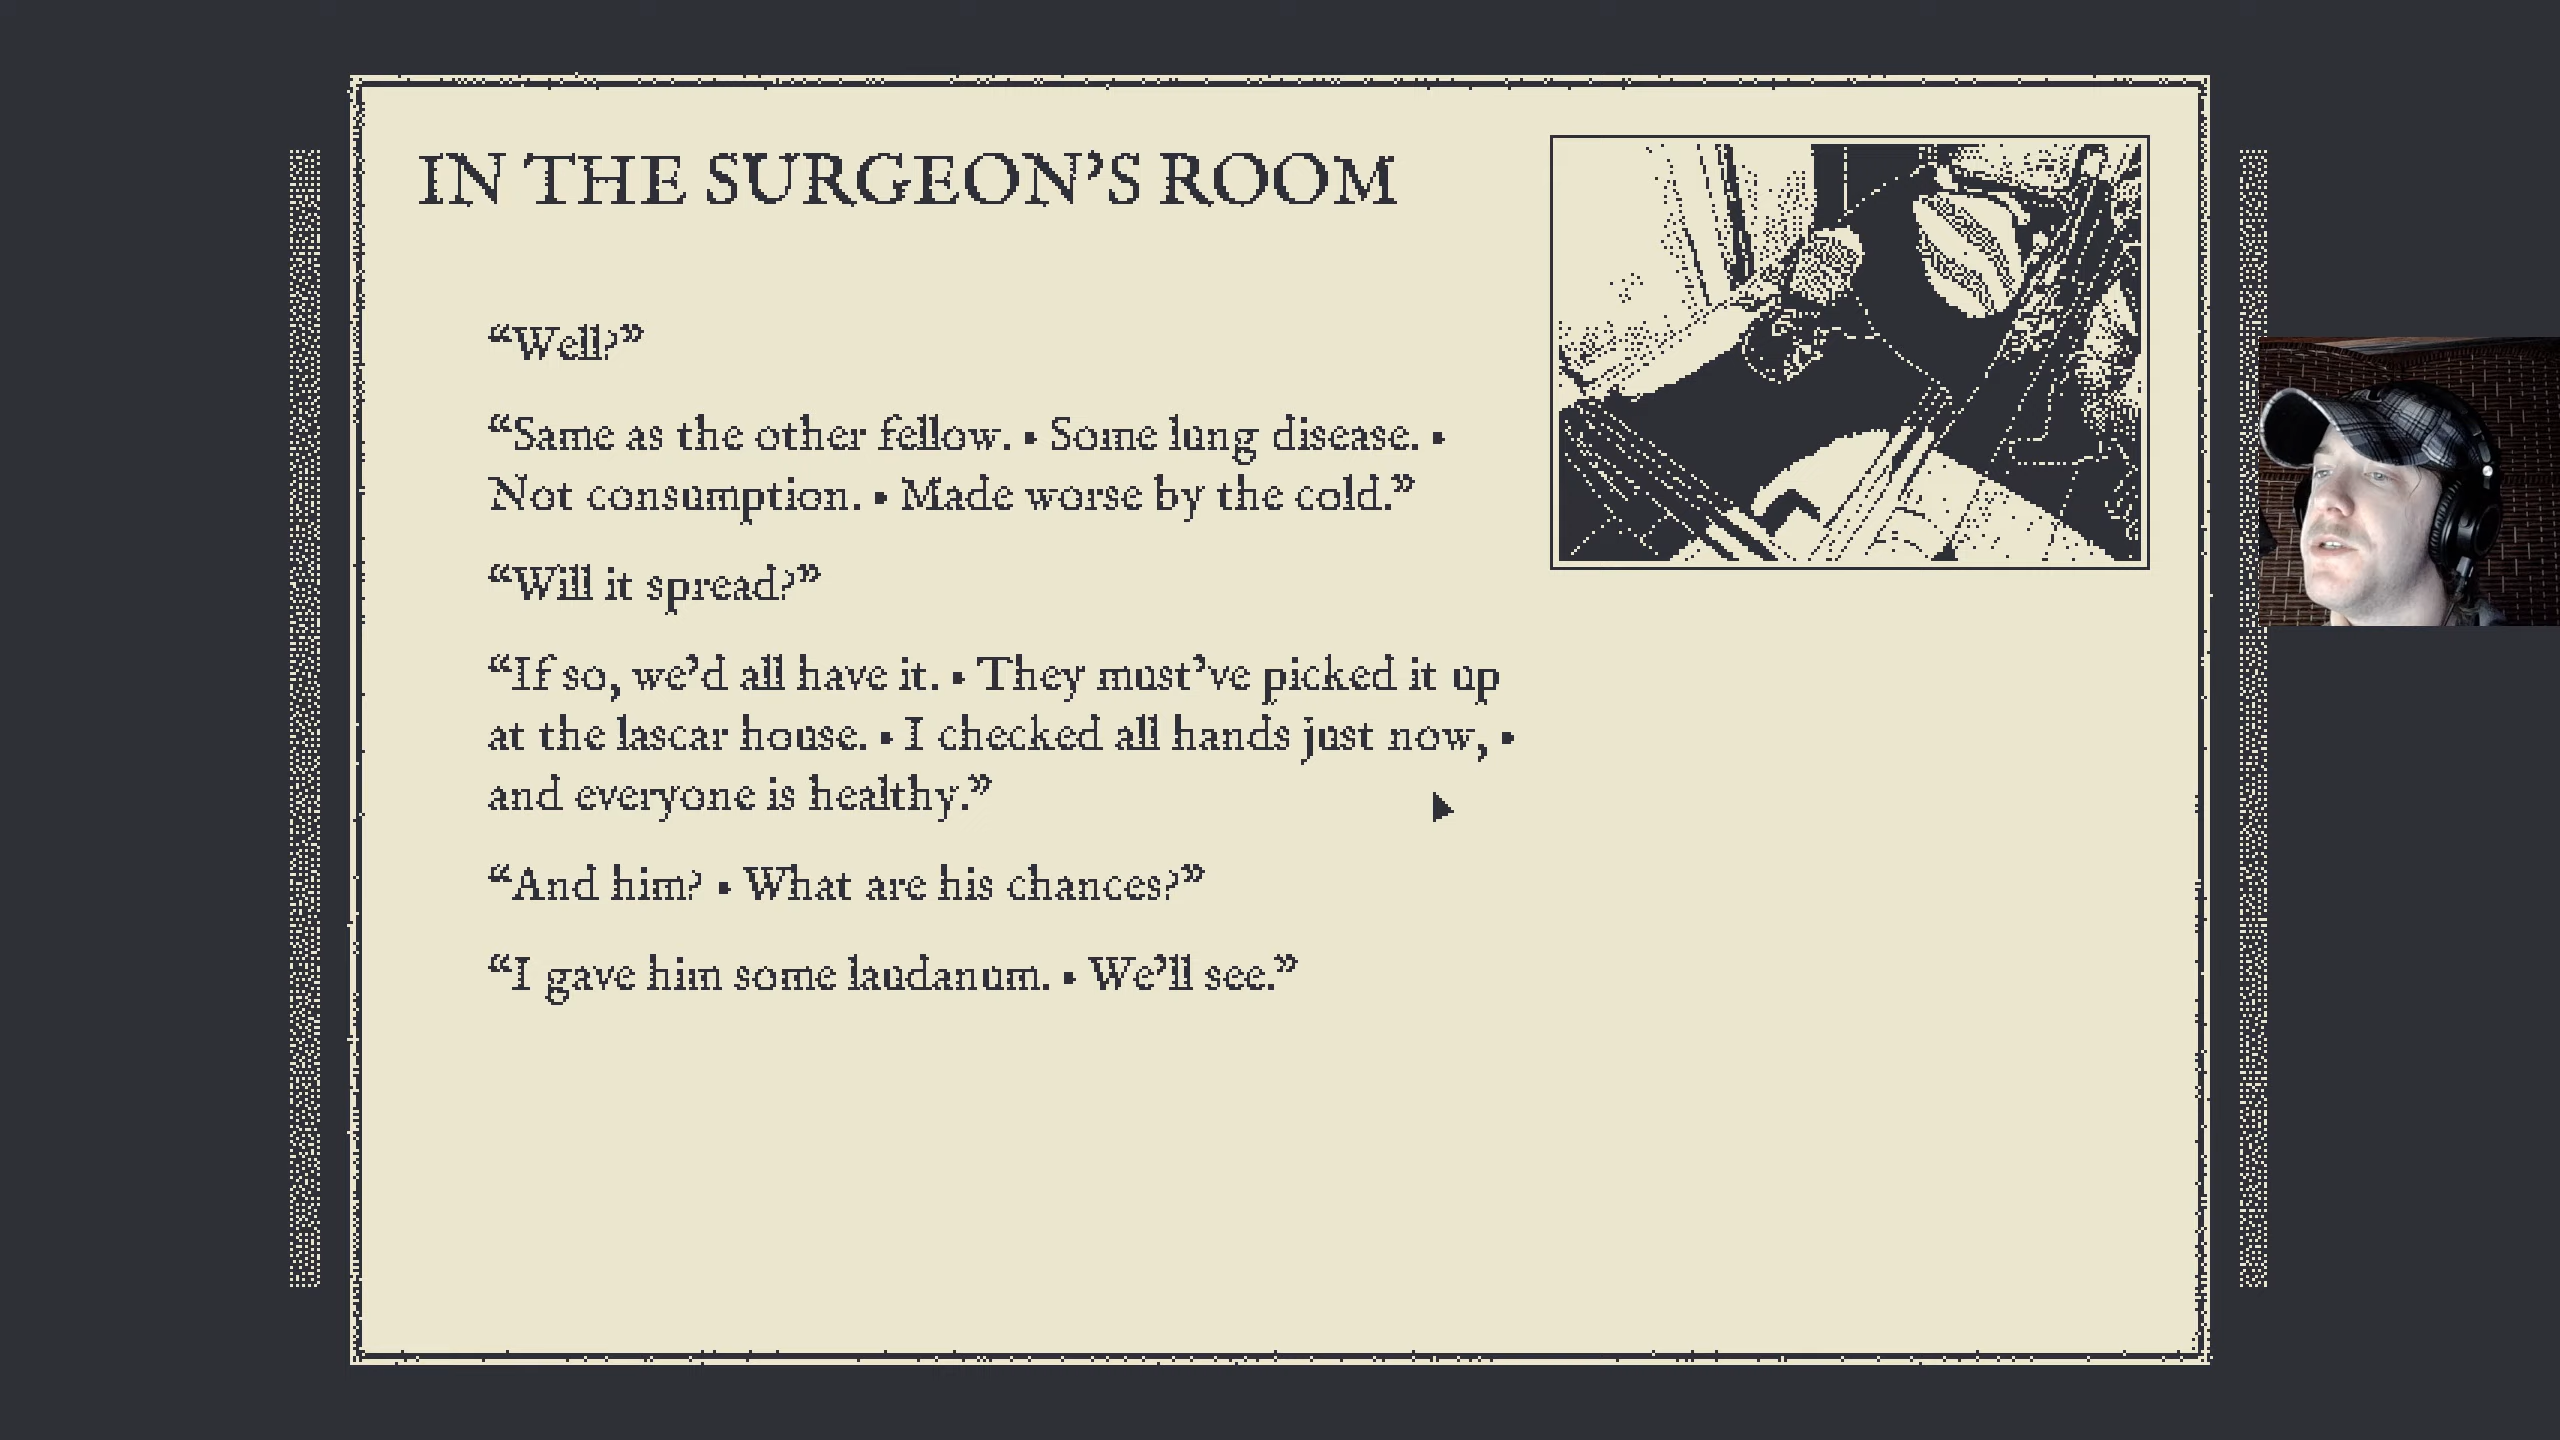 IN THE SURGEON’S ROOM
“Well?”
“Same as the other fellow. • Some lung disease. •
Not consumption. • Made worse by the cold.”
“Will it spread?”
“If so, we’d all have it. • They must’ve picked it up
at the lascar house. • I checked all hands just now, •
and everyone is healthy.”
“And him? • What are his chances?”
“I gave him some laudanum. • We’ll see.”